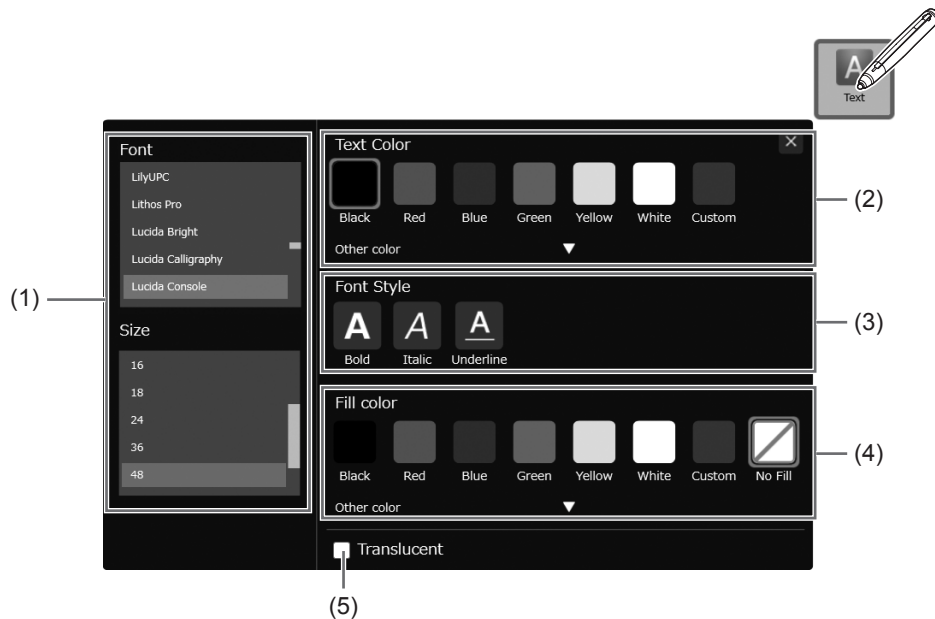 A
Text
Font
LilyUPC
Lithos Pro
Lucida Bright
Lucida Calligraphy
Lucida Console
Size
16
18
24
36
48
(1)
Text Color
×
Black Red Blue Green Yellow White Custom
Other color ▼
(2)
Font Style
A A A
Bold Italic Underline
(3)
Fill color
Black Red Blue Green Yellow White Custom No Fill
Other color ▼
(4)
Translucent
(5)